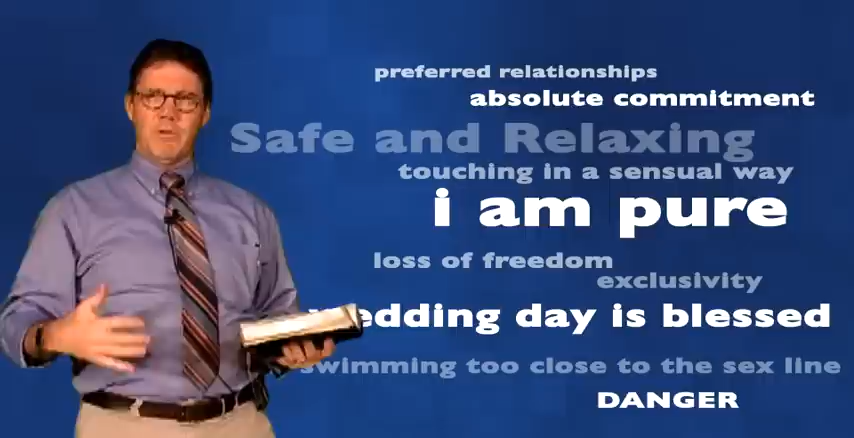 preferred relationships
absolute commitment
Safe and Relaxing
touching in a sensual way
i am pure
loss of freedom
exclusivity
wedding day is blessed
swimming too close to the sex line
DANGER